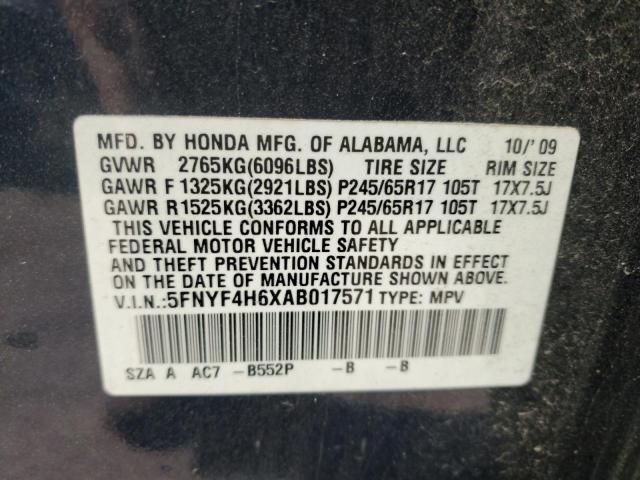 MFD. BY HONDA MFG. OF ALABAMA, LLC 10/'09
GVWR 2765KG(6096LBS) TIRE SIZE RIM SIZE
GAWR F 1325KG(2921LBS) P245/65R17 105T 17X7.5J
GAWR R1525KG(3362LBS) P245/65R17 105T 17X7.5J
THIS VEHICLE CONFORMS TO ALL APPLICABLE
FEDERAL MOTOR VEHICLE SAFETY
AND THEFT PREVENTION STANDARDS IN EFFECT
ON THE DATE OF MANUFACTURE SHOWN ABOVE.
V.I.N.:5FNYF4H6XAB017571 TYPE: MPV
SZA A AC7 -B552P -B -B